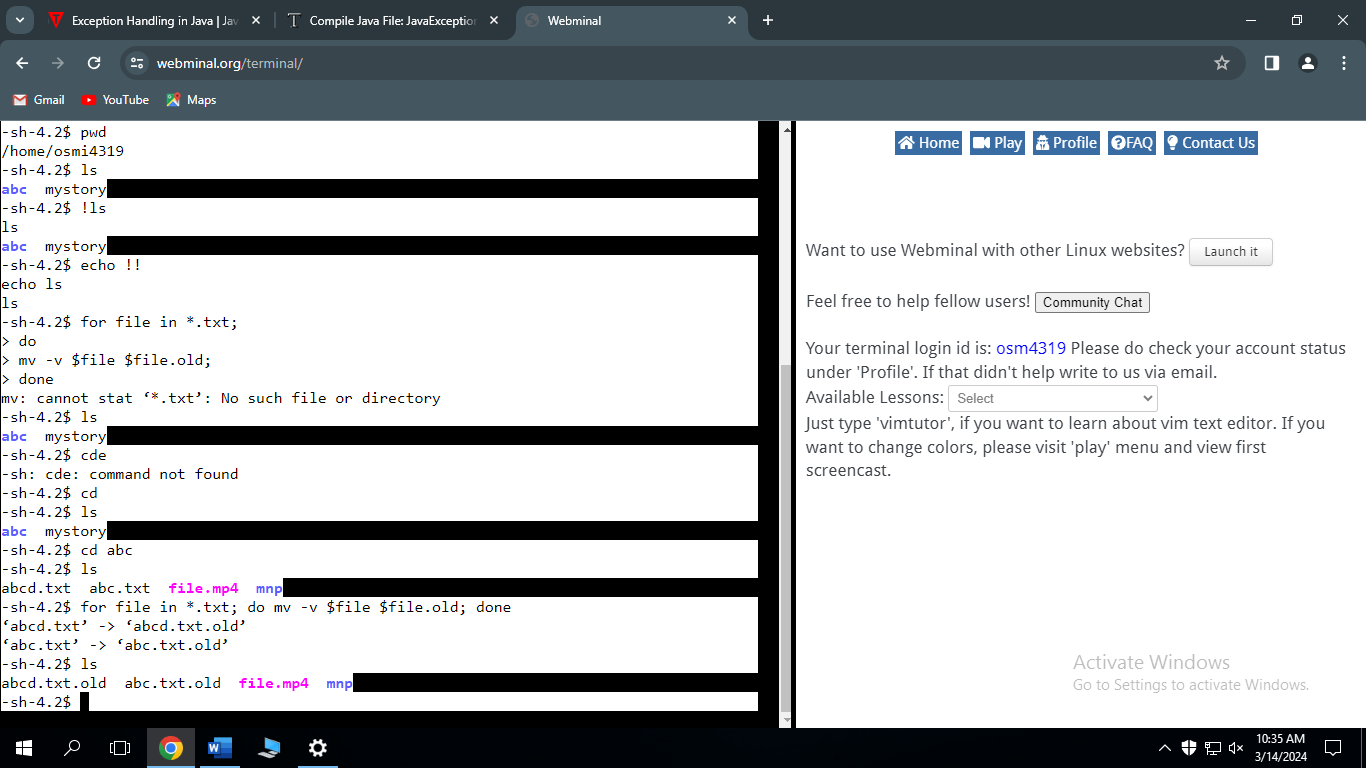 Exception Handling in Java | Jav
Compile Java File: JavaException
Webminal
webminal.org/terminal/
Gmail YouTube Maps
-sh-4.2$ pwd
/home/osmi4319
-sh-4.2$ ls
abc mystory
-sh-4.2$ !ls
ls
abc mystory
-sh-4.2$ echo !!
echo ls
ls
-sh-4.2$ for file in *.txt;
> do
> mv -v $file $file.old;
> done
mv: cannot stat ‘*.txt’: No such file or directory
-sh-4.2$ ls
abc mystory
-sh-4.2$ cde
-sh: cde: command not found
-sh-4.2$ cd
-sh-4.2$ ls
abc mystory
-sh-4.2$ cd abc
-sh-4.2$ ls
abcd.txt abc.txt file.mp4 mnp
-sh-4.2$ for file in *.txt; do mv -v $file $file.old; done
‘abcd.txt’ -> ‘abcd.txt.old’
‘abc.txt’ -> ‘abc.txt.old’
-sh-4.2$ ls
abcd.txt.old abc.txt.old file.mp4 mnp
-sh-4.2$
Home Play Profile FAQ Contact Us
Want to use Webminal with other Linux websites? Launch it
Feel free to help fellow users! Community Chat
Your terminal login id is: osm4319 Please do check your account status
under 'Profile'. If that didn't help write to us via email.
Available Lessons: Select
Just type 'vimtutor', if you want to learn about vim text editor. If you
want to change colors, please visit 'play' menu and view first
screencast.
Activate Windows
Go to Settings to activate Windows.
10:35 AM
3/14/2024